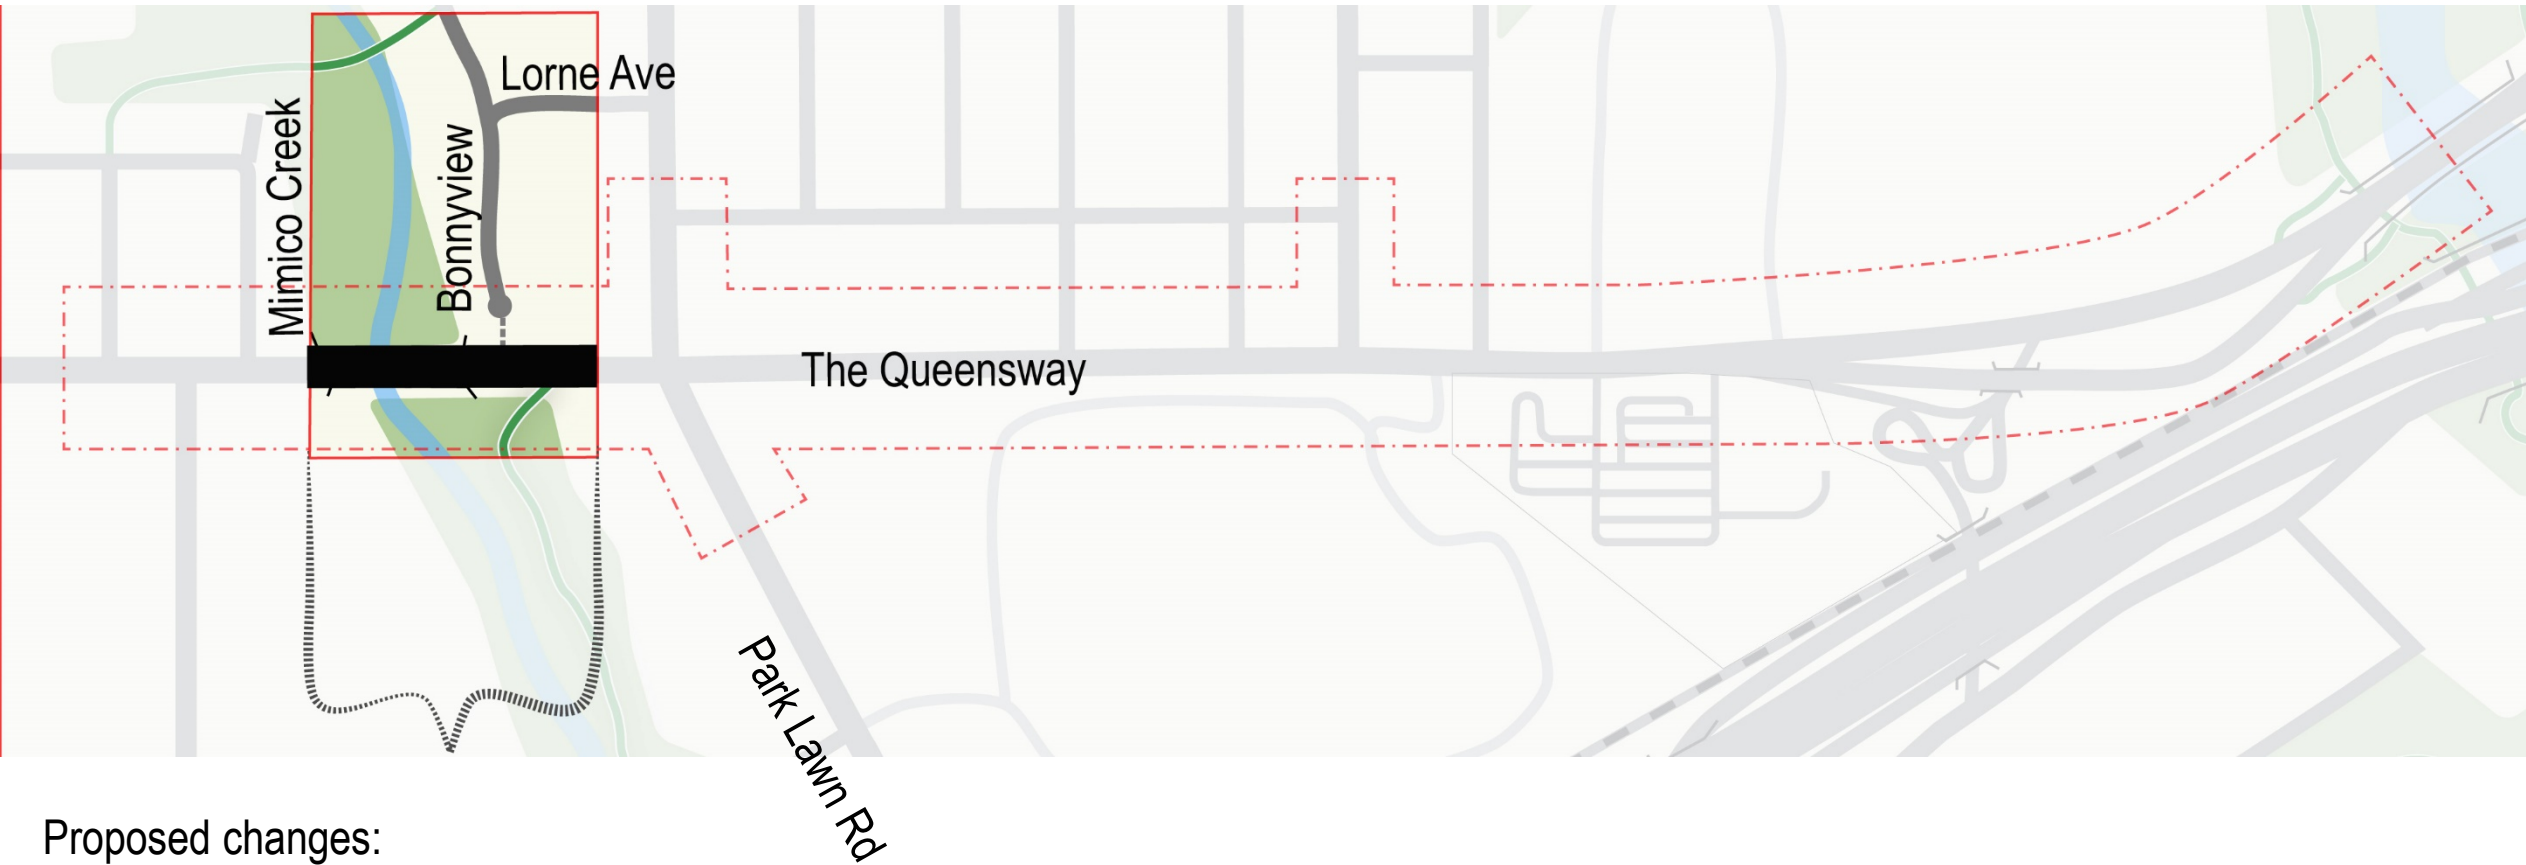 Lorne Ave
Mimico Creek
Bonnyview
The Queensway
Park Lawn Rd
Proposed changes: